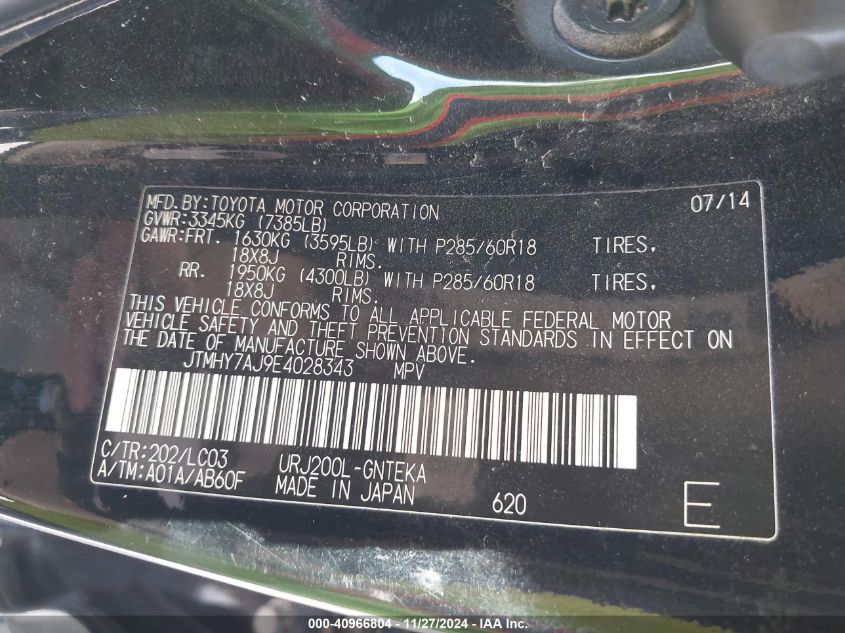 MFD. BY: TOYOTA MOTOR CORPORATION 07/14
GVWR: 3345KG (7385LB)
GAWR: FRT. 1630KG (3595LB) WITH P285/60R18 TIRES,
18X8J RIMS.
RR. 1950KG (4300LB) WITH P285/60R18 TIRES,
18X8J RIMS.
THIS VEHICLE CONFORMS TO ALL APPLICABLE FEDERAL MOTOR
VEHICLE SAFETY AND THEFT PREVENTION STANDARDS IN EFFECT ON
THE DATE OF MANUFACTURE SHOWN ABOVE.
JTMHY7AJ9E4028343 MPV
C/TR: 202/LC03 URJ200L-GNTEKA
A/TM: A01A/AB60F MADE IN JAPAN 620 E
000-40966804 — 11/27/2024 — IAA Inc.